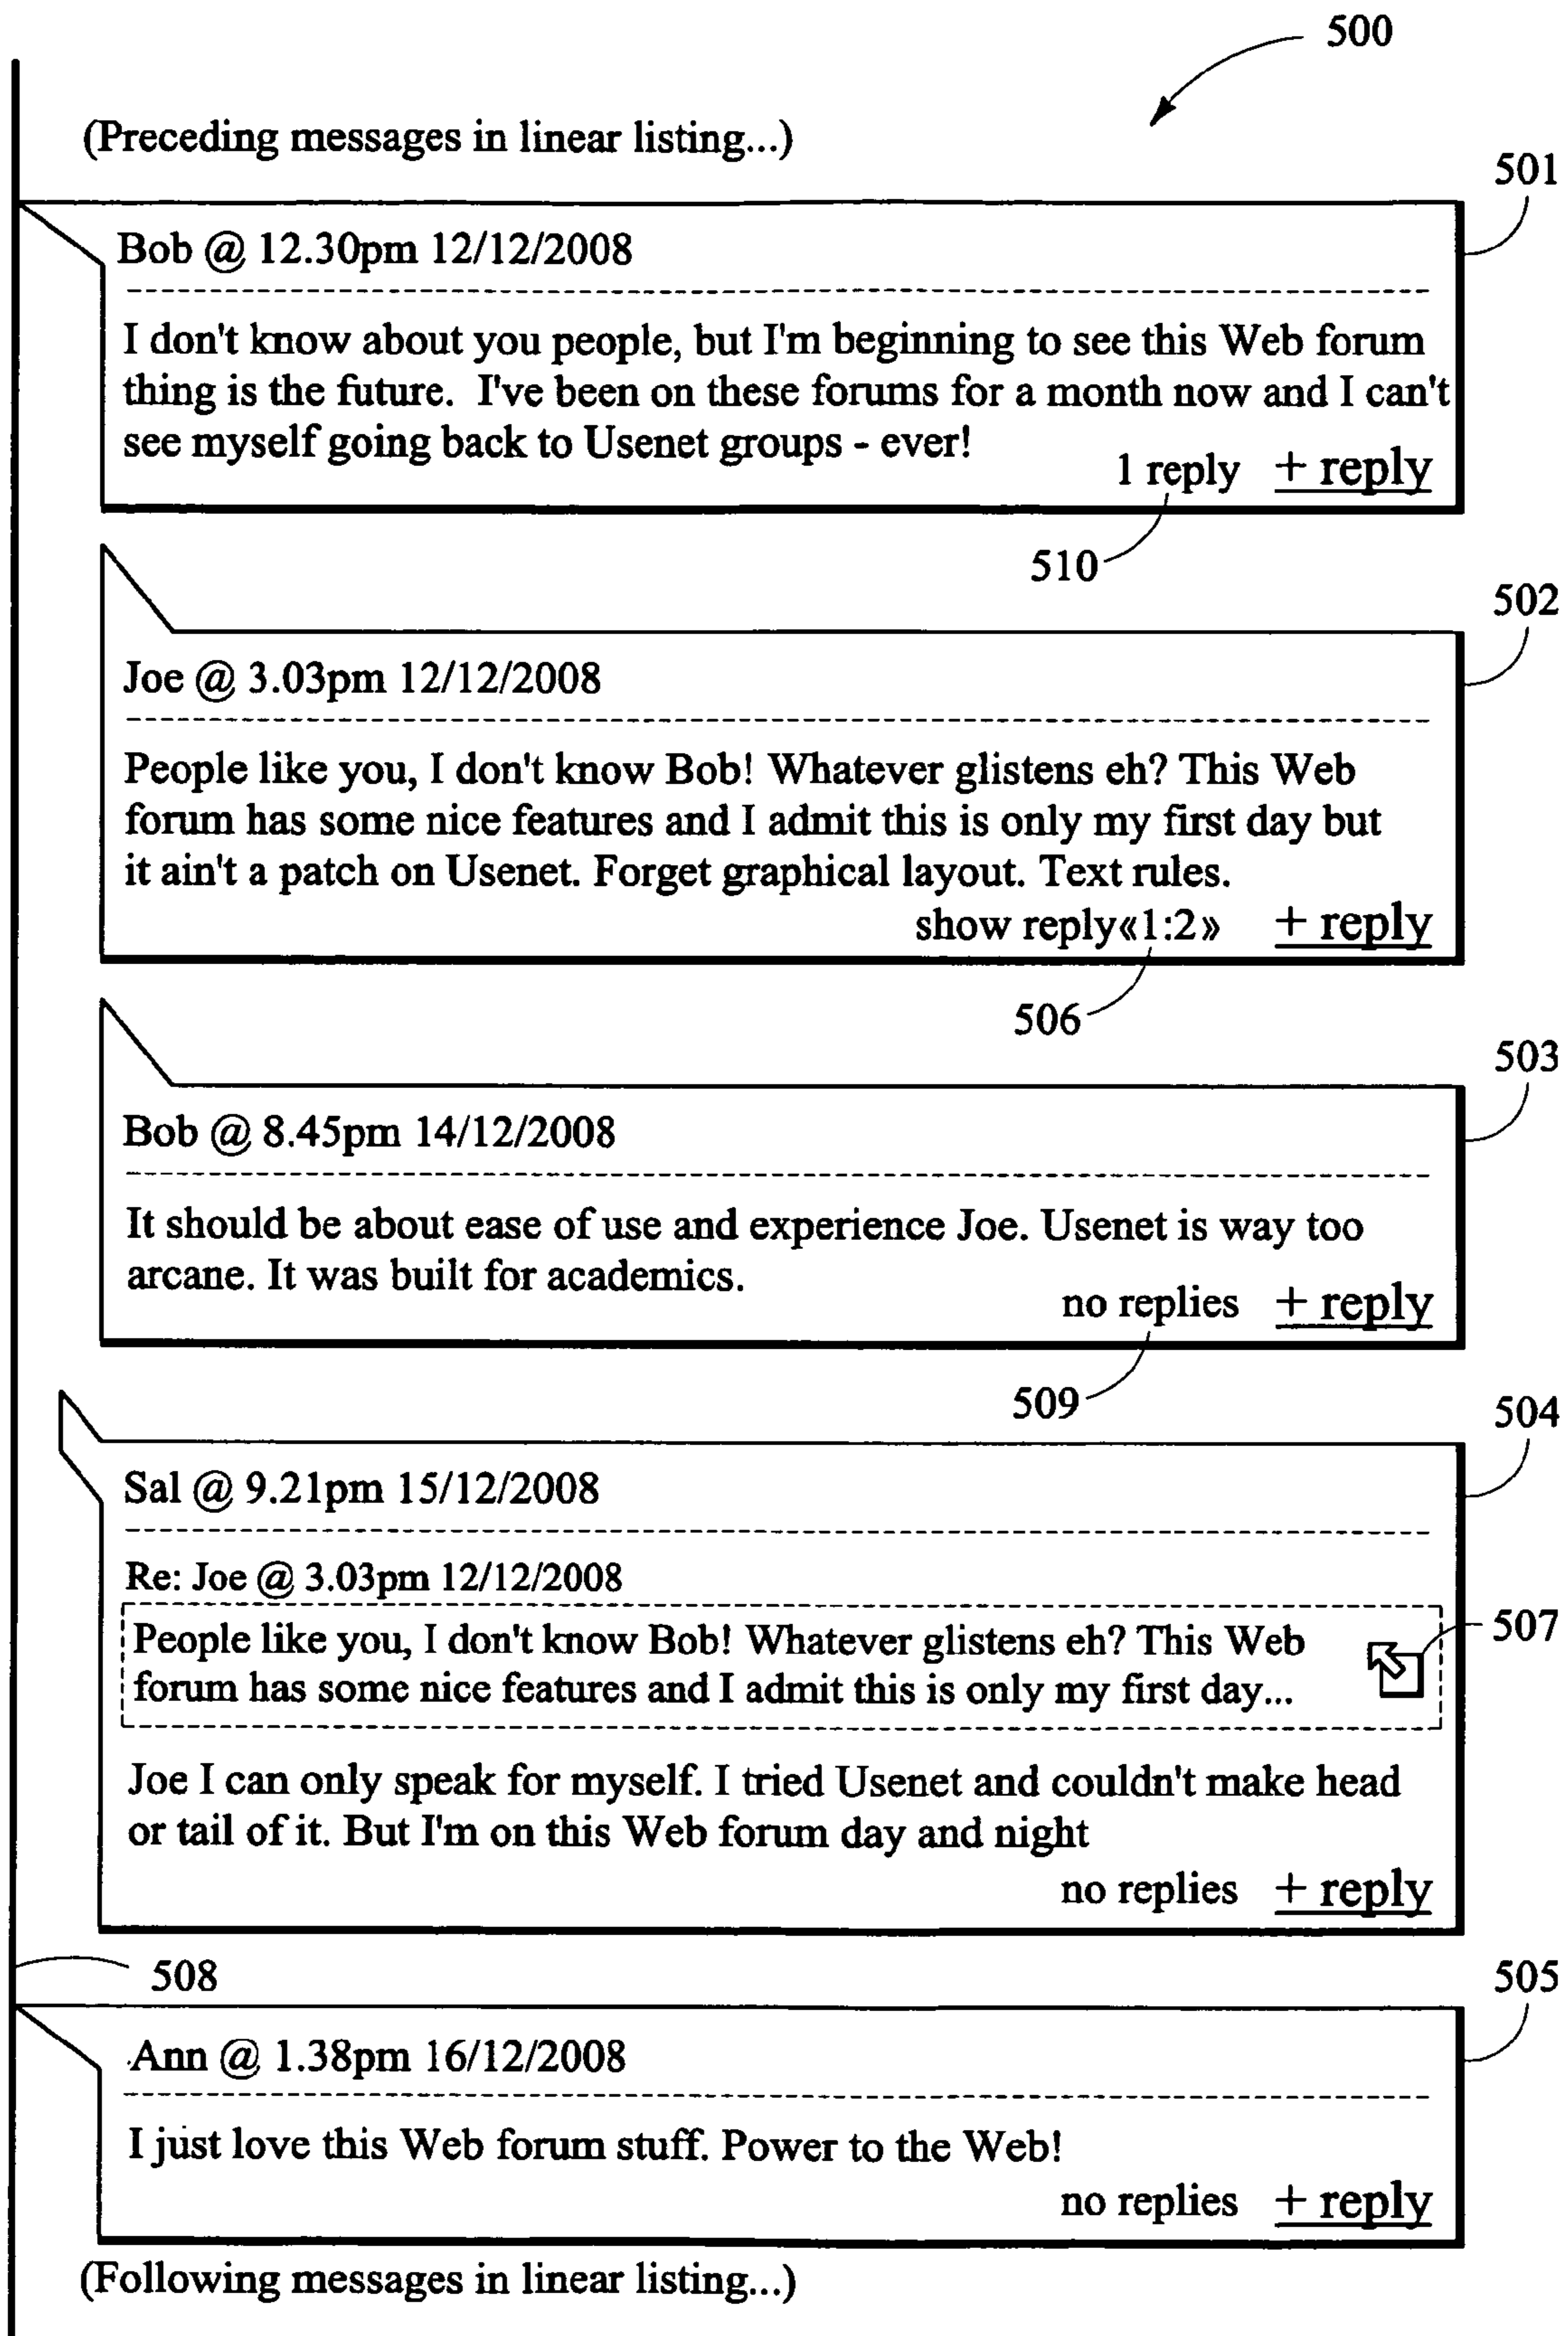 500
(Preceding messages in linear listing...)
501
Bob @ 12.30pm 12/12/2008
I don't know about you people, but I'm beginning to see this Web forum
thing is the future.  I've been on these forums for a month now and I can't
see myself going back to Usenet groups - ever!
1 reply + reply
510
502
Joe @ 3.03pm 12/12/2008
People like you, I don't know Bob! Whatever glistens eh? This Web
forum has some nice features and I admit this is only my first day but
it ain't a patch on Usenet. Forget graphical layout. Text rules.
show reply«1:2» + reply
506
503
Bob @ 8.45pm 14/12/2008
It should be about ease of use and experience Joe. Usenet is way too
arcane. It was built for academics.
no replies + reply
509
504
Sal @ 9.21pm 15/12/2008
Re: Joe @ 3.03pm 12/12/2008
People like you, I don't know Bob! Whatever glistens eh? This Web
forum has some nice features and I admit this is only my first day...
507
Joe I can only speak for myself. I tried Usenet and couldn't make head
or tail of it. But I'm on this Web forum day and night
no replies + reply
508
505
Ann @ 1.38pm 16/12/2008
I just love this Web forum stuff. Power to the Web!
no replies + reply
(Following messages in linear listing...)